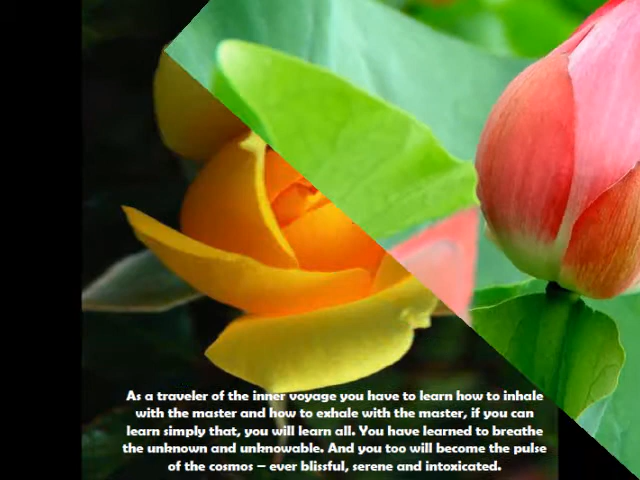 As a traveler of the inner voyage you have to learn how to inhale
with the master and how to exhale with the master, if you can
learn simply that, you will learn all. You have learned to breathe
the unknown and unknowable. And you too will become the pulse
of the cosmos – ever blissful, serene and intoxicated.